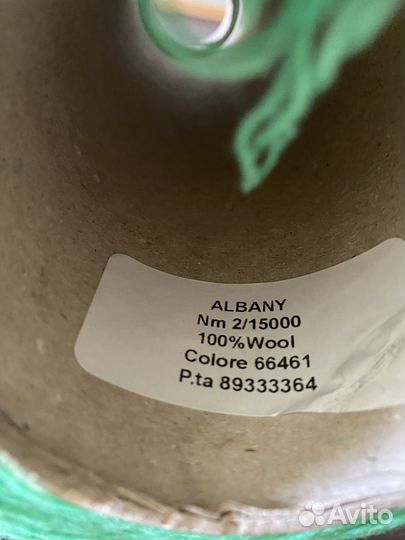 ALBANY
Nm 2/15000
100%Wool
Colore 66461
P.ta 89333364
Avito